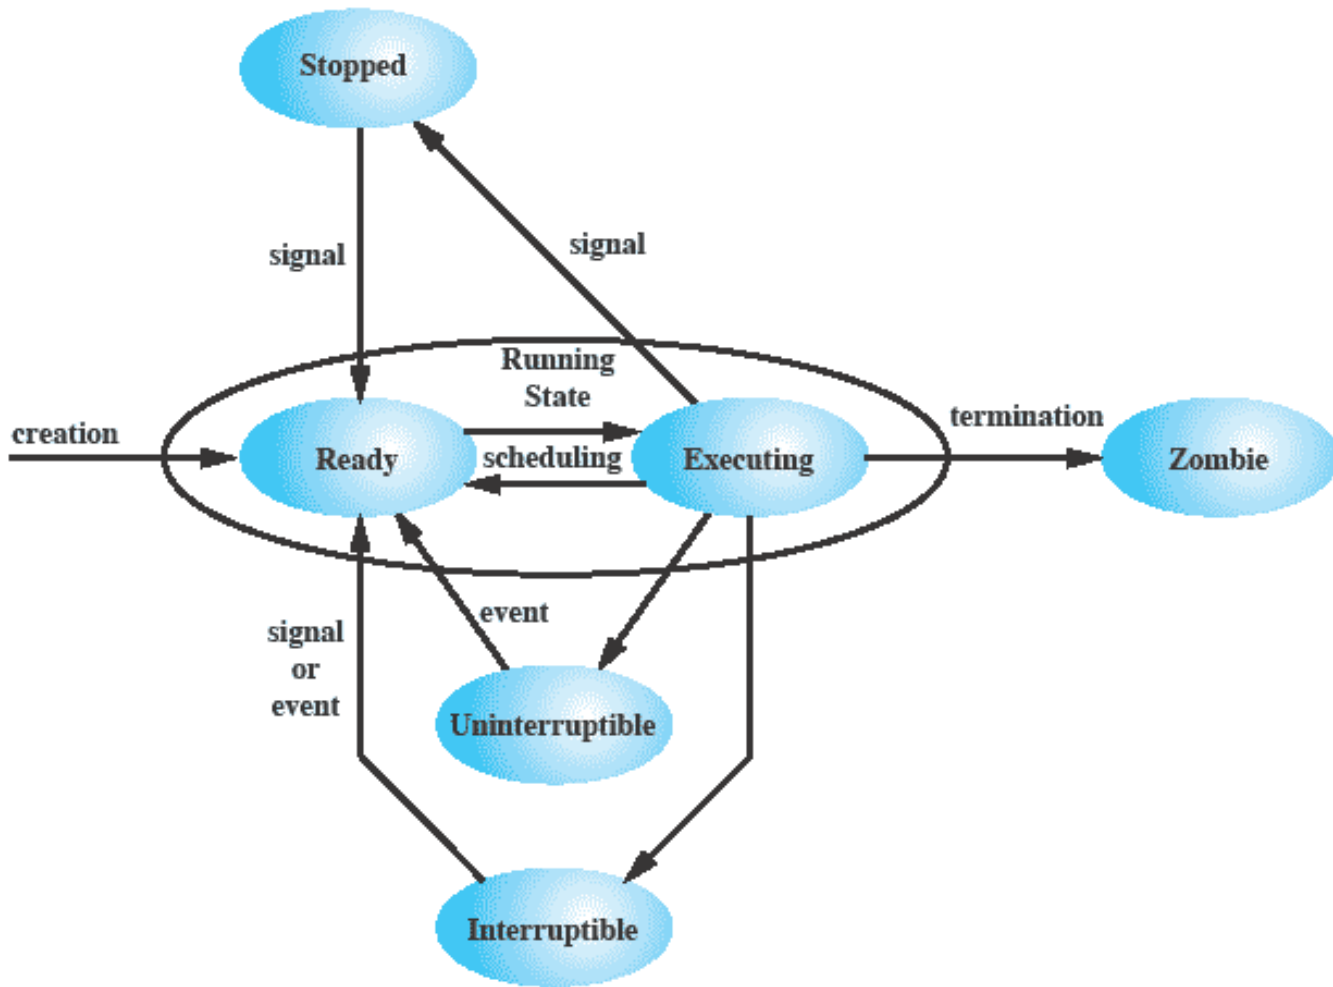 Stopped
signal
signal
Running
State
creation
Ready
scheduling
Executing
termination
Zombie
event
signal
or
event
Uninterruptible
Interruptible